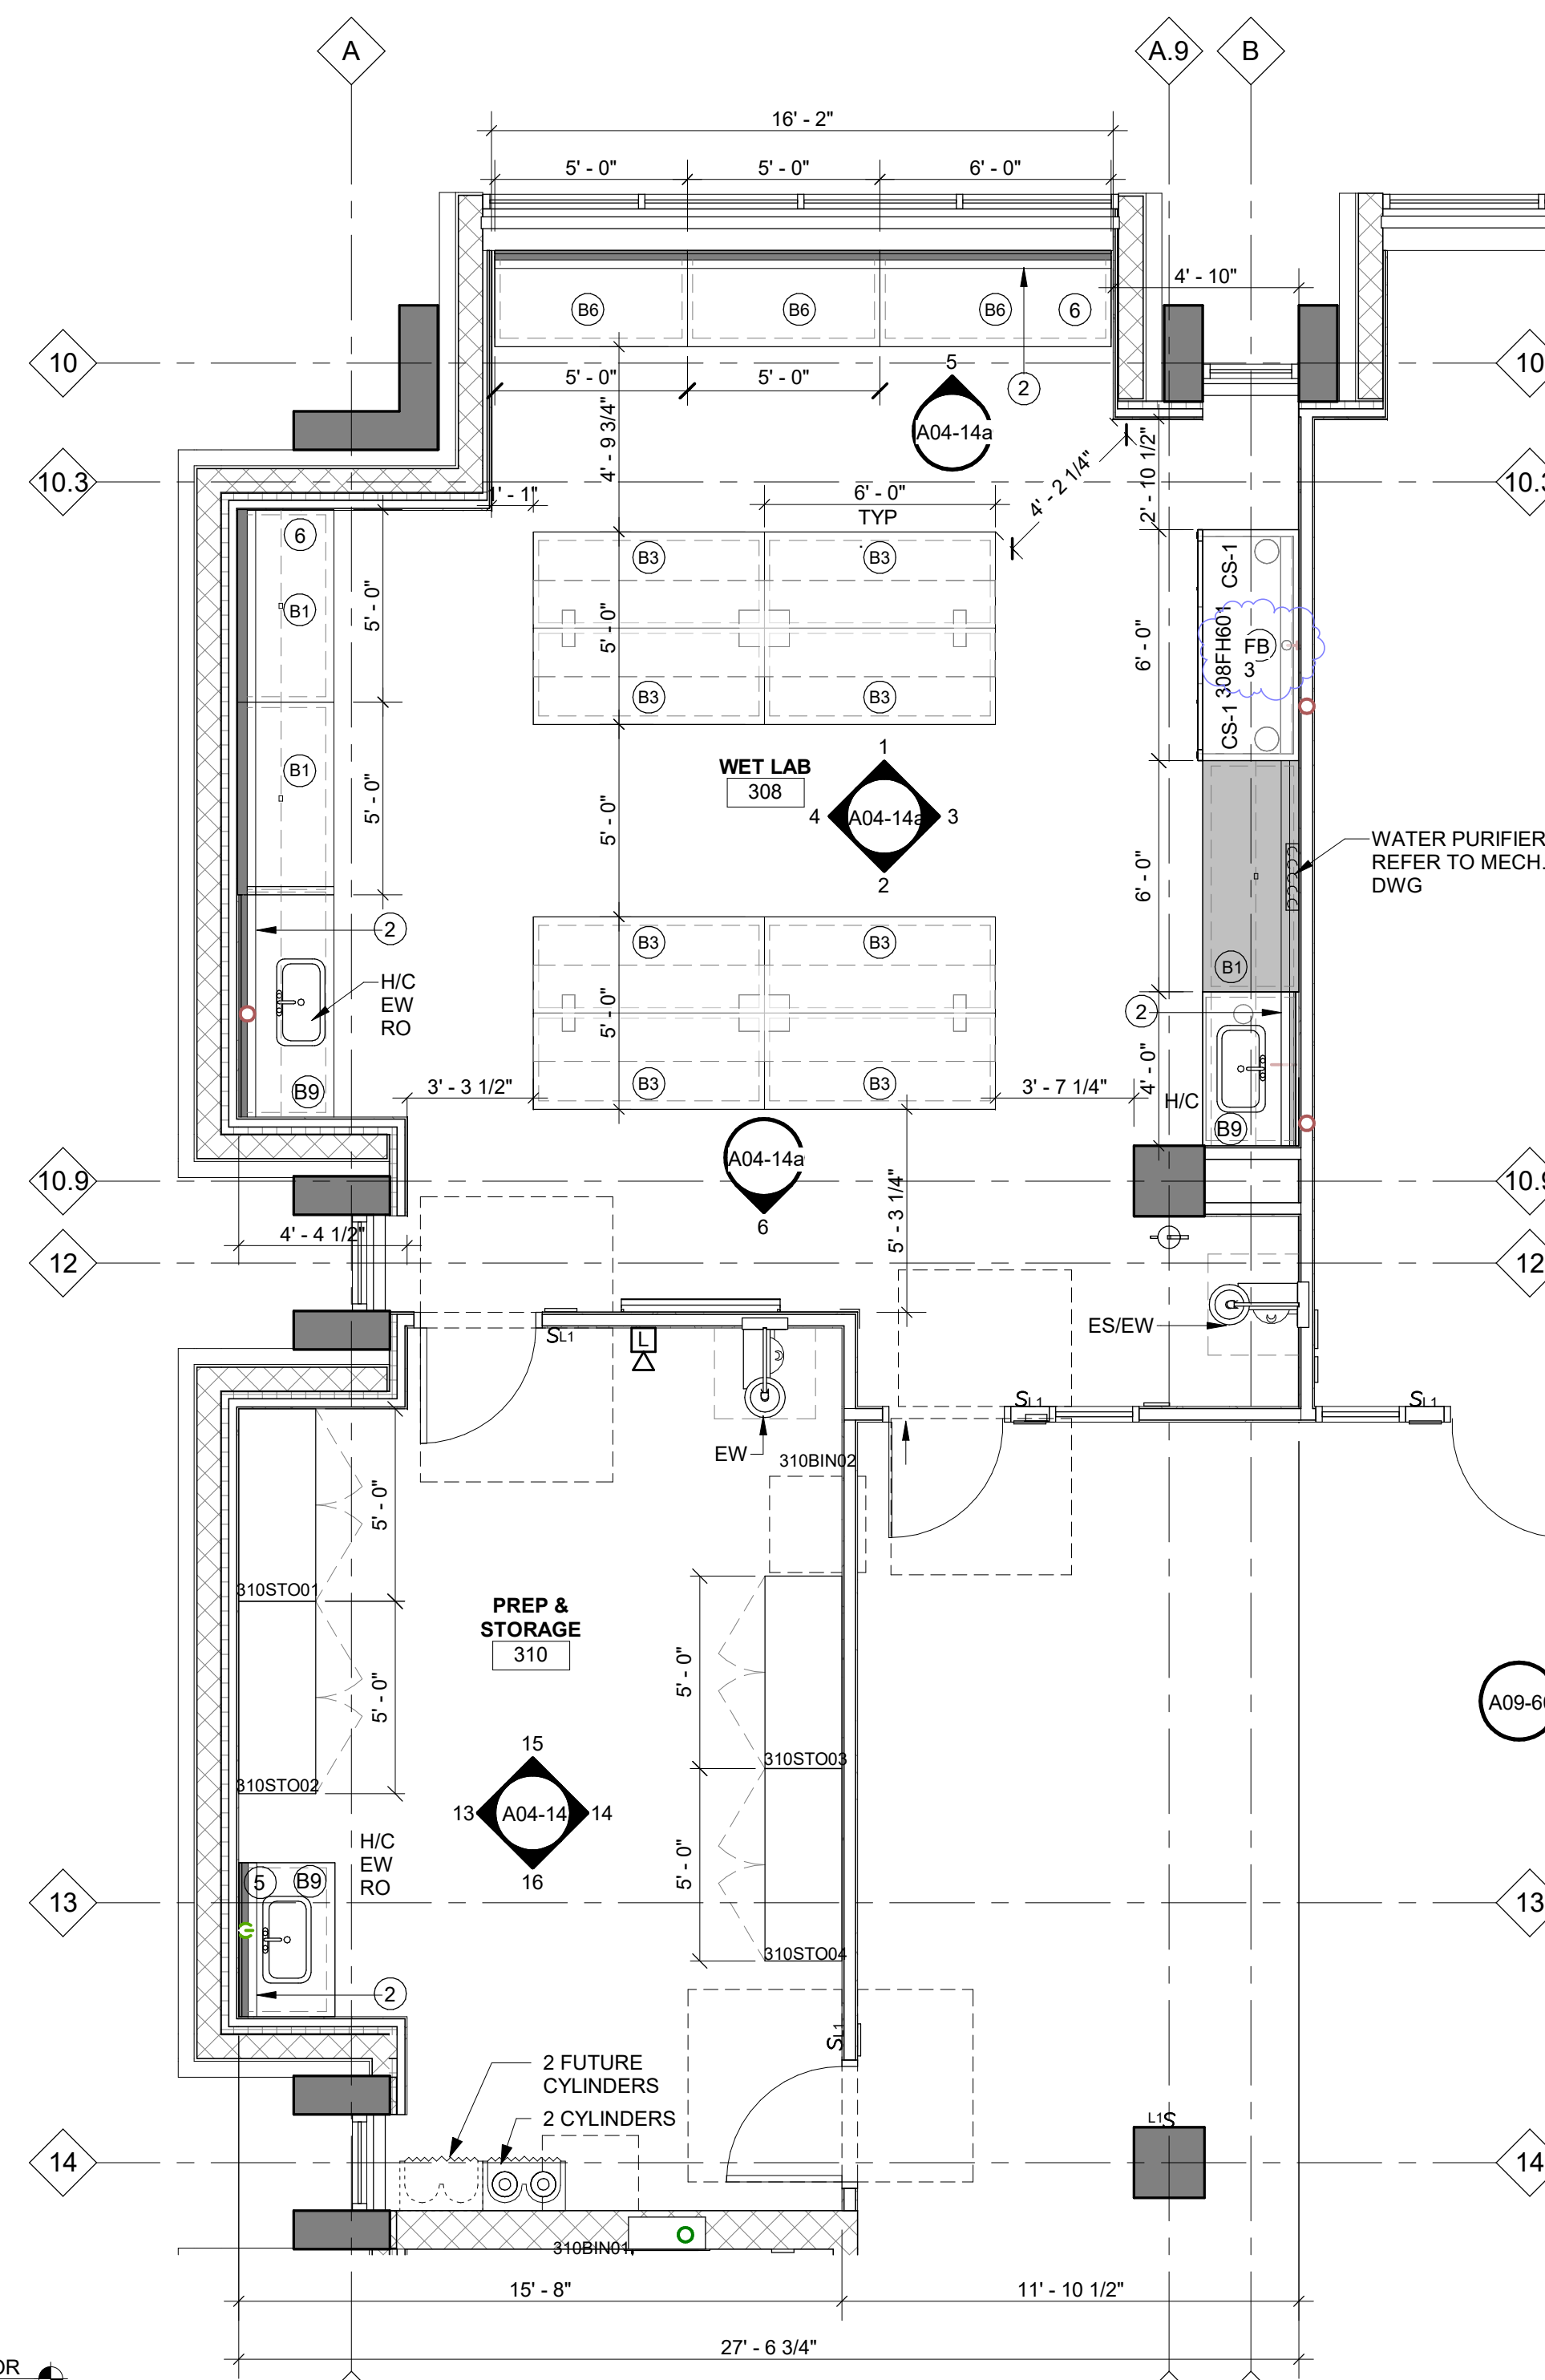 A
A.9
B
16' - 2"
5' - 0"
5' - 0"
6' - 0"
4' - 10"
B6
B6
B6
6
10
10
5
5' - 0"
5' - 0"
2
4' - 9 3/4"
A04-14a
4' - 2 1/4"
2' - 10 1/2"
10.3
10.3
1' - 1"
6' - 0"
TYP
6
B3
B3
CS-1
B1
5' - 0"
5' - 0"
6' - 0"
308FH601
FB
3
B3
B3
CS-1
WET LAB
308
1
4
A04-14a
3
2
B1
5' - 0"
5' - 0"
6' - 0"
WATER PURIFIER
REFER TO MECH.
DWG
2
B3
B3
B1
H/C
EW
RO
5' - 0"
2
B9
3' - 3 1/2"
B3
B3
3' - 7 1/4"
4' - 0"
H/C
B9
A04-14a
6
10.9
10.9
5' - 3 1/4"
4' - 4 1/2"
12
12
SL1
L
ES/EW
SL1
SL1
EW
310BIN02
5' - 0"
310STO01
PREP &
STORAGE
310
5' - 0"
5' - 0"
310STO02
310STO03
A09-60
15
13
A04-14
14
16
H/C
EW
RO
5
B9
5' - 0"
13
13
310STO04
2
SL1
2 FUTURE
CYLINDERS
2 CYLINDERS
L1S
14
14
310BIN01
15' - 8"
11' - 10 1/2"
27' - 6 3/4"
OR